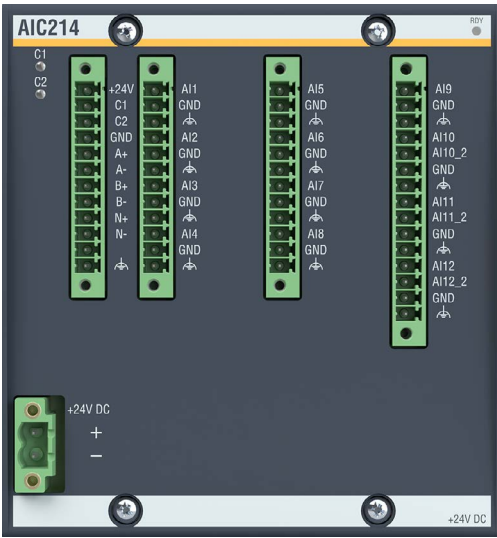 AIC214
RDY
C1
C2
+24V
C1
C2
GND
A+
A-
B+
B-
N+
N-
AI1
GND
AI2
GND
AI3
GND
AI4
GND
AI5
GND
AI6
GND
AI7
GND
AI8
GND
AI9
GND
AI10
AI10_2
GND
AI11
AI11_2
GND
AI12
AI12_2
GND
+24V DC
+
−
+24V DC